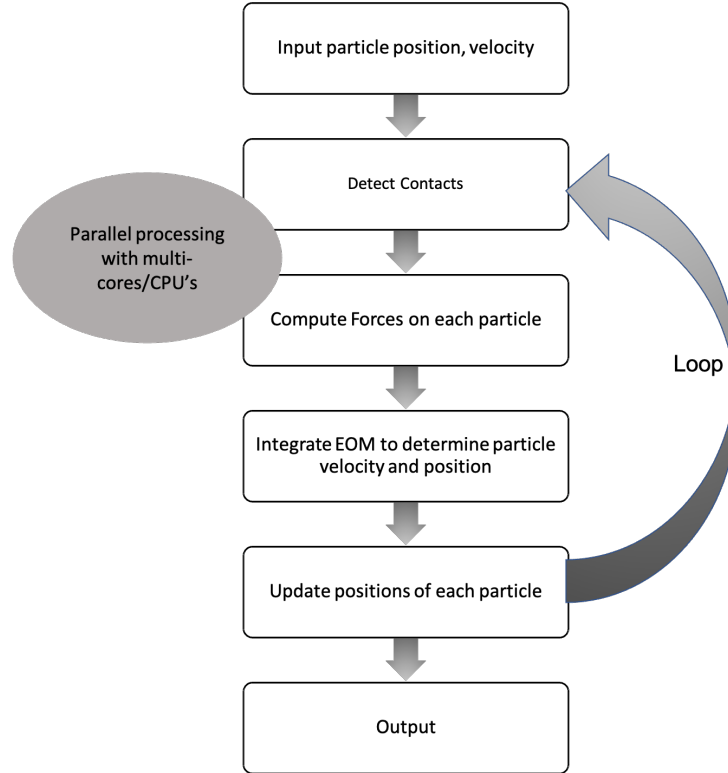 Input particle position, velocity
Detect Contacts
Parallel processing
with multi-
cores/CPU's
Compute Forces on each particle
Loop
Integrate EOM to determine particle
velocity and position
Update positions of each particle
Output